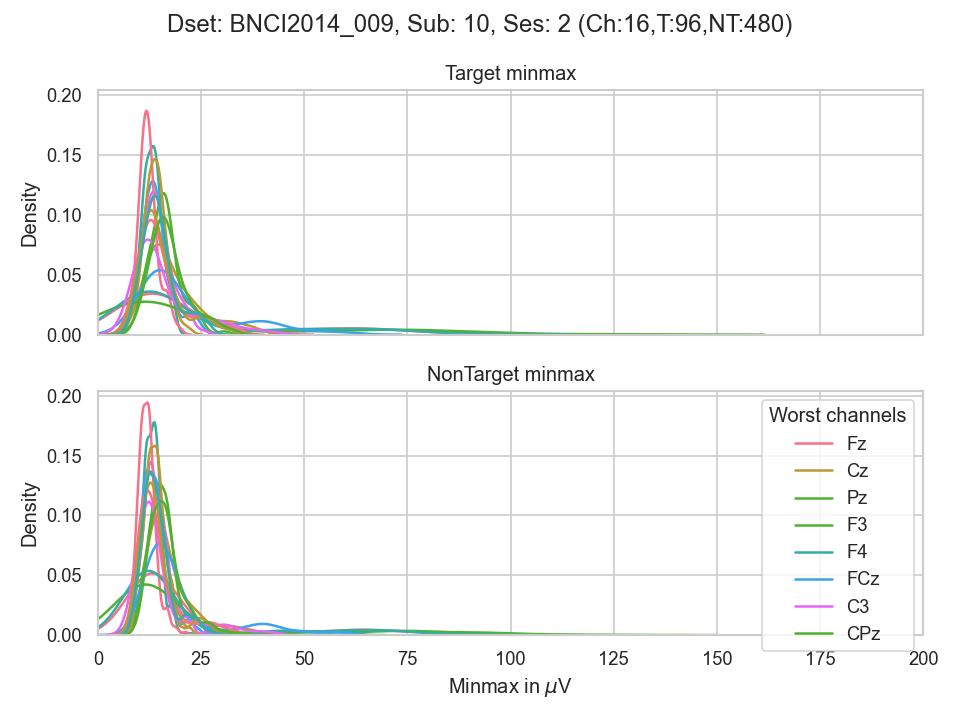 Dset: BNCI2014_009, Sub: 10, Ses: 2 (Ch:16,T:96,NT:480)
Target minmax
0.20
0.15
0.10
0.05
0.00
Density
NonTarget minmax
0.20
0.15
0.10
0.05
0.00
Density
Worst channels
Fz
Cz
Pz
F3
F4
FCz
C3
CPz
0 25 50 75 100 125 150 175 200
Minmax in μV